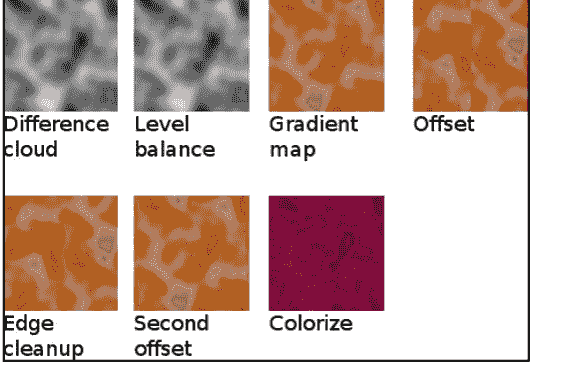 Difference
cloud
Level
balance
Gradient
map
Offset
Edge
cleanup
Second
offset
Colorize